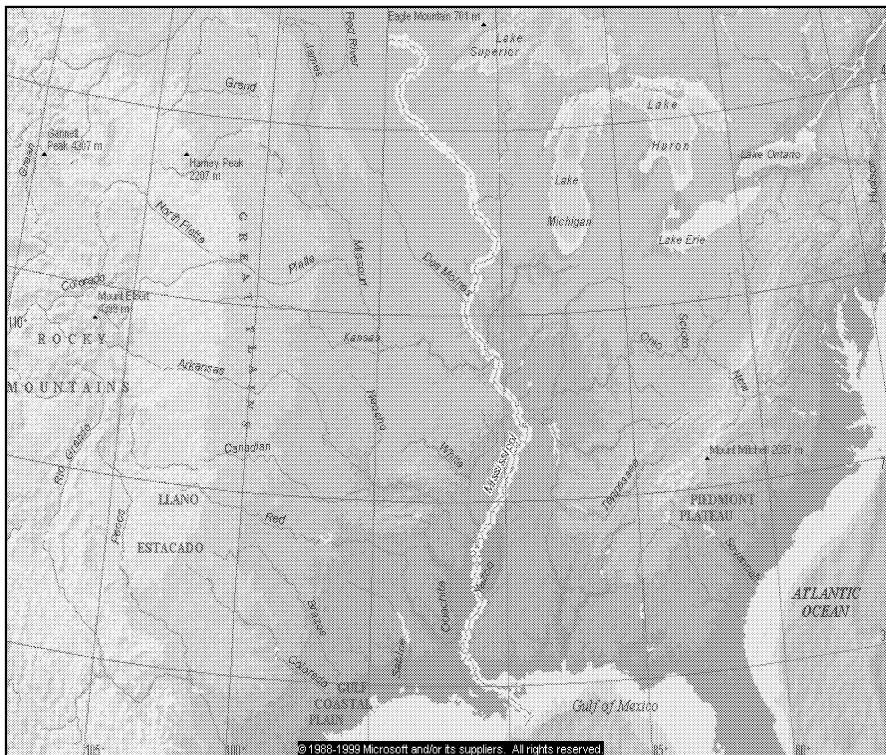 Eagle Mountain 701 m
Lake
Superior
Red River
James
Grand
Lake
Huron
Lake Ontario
Hudson
Gannett
Peak 4207 m
Green
Harney Peak
2207 m
Lake
Michigan
Lake Erie
North Platte
GREAT PLAINS
Platte
Missouri
Des Moines
Colorado
Mount Elbert
4399 m
110°
ROCKY
MOUNTAINS
Kansas
Ohio
Scioto
New
Arkansas
Neosho
White
Mississippi
Canadian
Rio Grande
Mount Mitchell 2037 m
Tennessee
LLANO
ESTACADO
Pecos
Red
PIEDMONT
PLATEAU
Savannah
Yazoo
Ouachita
Brazos
Sabine
Colorado
ATLANTIC
OCEAN
GULF
COASTAL
PLAIN
Gulf of Mexico
105°
100°
85°
80°
© 1988-1999 Microsoft and/or its suppliers. All rights reserved.